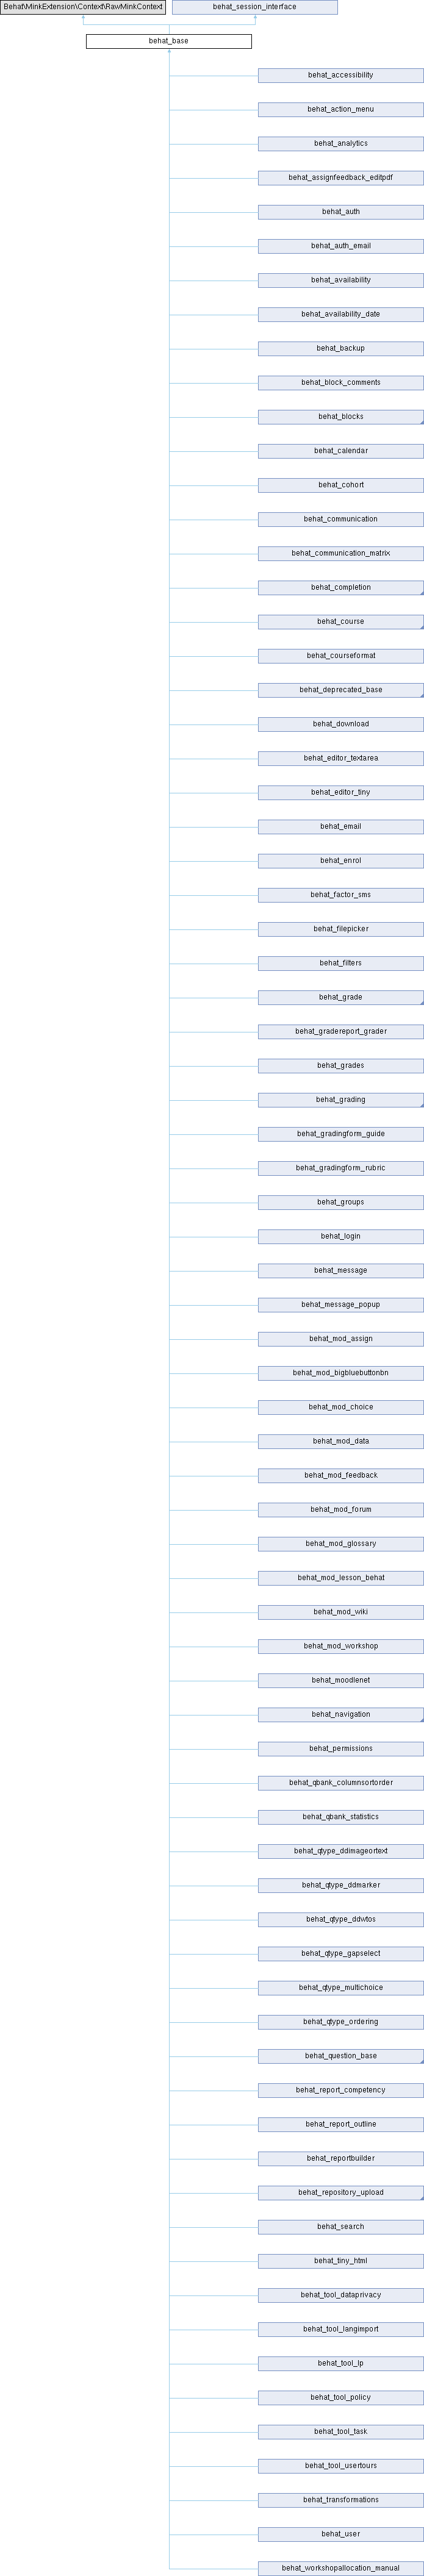 Behat\MinkExtension\Context\RawMinkContext
behat_session_interface
behat_base
behat_accessibility
behat_action_menu
behat_analytics
behat_assignfeedback_editpdf
behat_auth
behat_auth_email
behat_availability
behat_availability_date
behat_backup
behat_block_comments
behat_blocks
behat_calendar
behat_cohort
behat_communication
behat_communication_matrix
behat_completion
behat_course
behat_courseformat
behat_deprecated_base
behat_download
behat_editor_textarea
behat_editor_tiny
behat_email
behat_enrol
behat_factor_sms
behat_filepicker
behat_filters
behat_grade
behat_gradereport_grader
behat_grades
behat_grading
behat_gradingform_guide
behat_gradingform_rubric
behat_groups
behat_login
behat_message
behat_message_popup
behat_mod_assign
behat_mod_bigbluebuttonbn
behat_mod_choice
behat_mod_data
behat_mod_feedback
behat_mod_forum
behat_mod_glossary
behat_mod_lesson_behat
behat_mod_wiki
behat_mod_workshop
behat_moodlenet
behat_navigation
behat_permissions
behat_qbank_columnsortorder
behat_qbank_statistics
behat_qtype_ddimageortext
behat_qtype_ddmarker
behat_qtype_ddwtos
behat_qtype_gapselect
behat_qtype_multichoice
behat_qtype_ordering
behat_question_base
behat_report_competency
behat_report_outline
behat_reportbuilder
behat_repository_upload
behat_search
behat_tiny_html
behat_tool_dataprivacy
behat_tool_langimport
behat_tool_lp
behat_tool_policy
behat_tool_task
behat_tool_usertours
behat_transformations
behat_user
behat_workshopallocation_manual